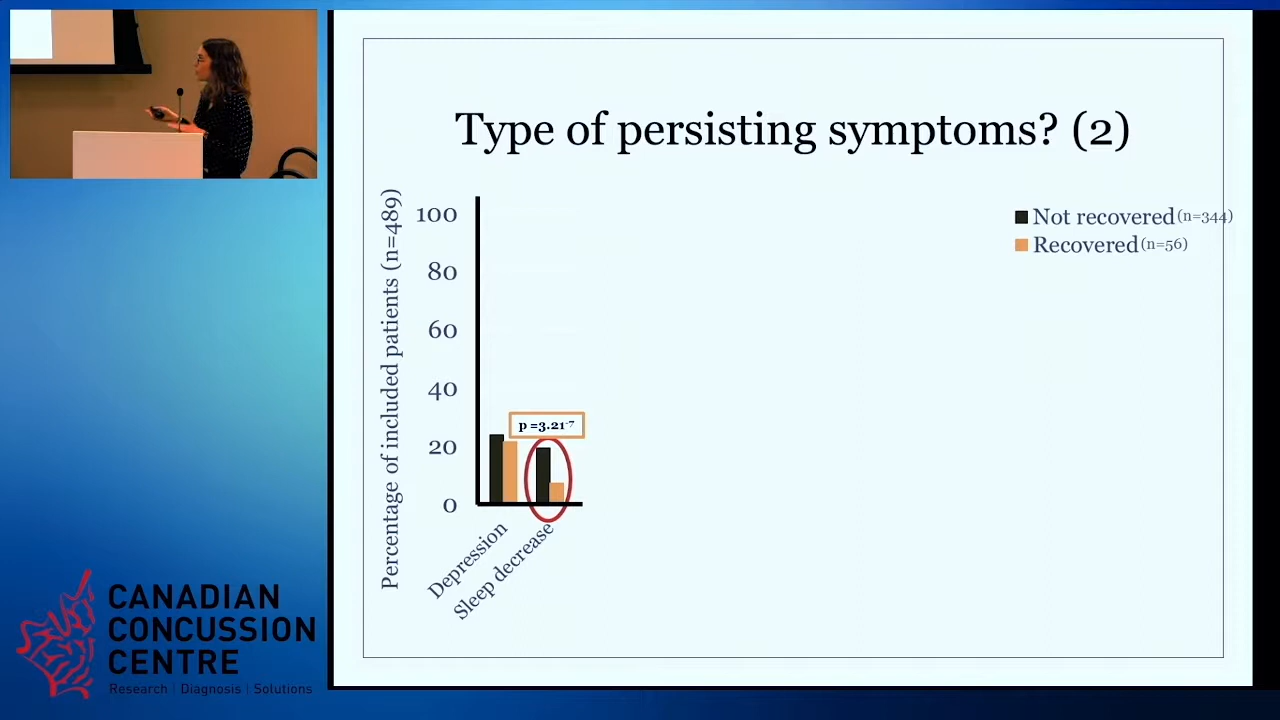 Type of persisting symptoms? (2)
Percentage of included patients (n=489)
100
80
60
40
20
0
p =3.21-7
Depression
Sleep decrease
Not recovered (n=344)
Recovered (n=56)
CANADIAN
CONCUSSION
CENTRE
Research | Diagnosis | Solutions